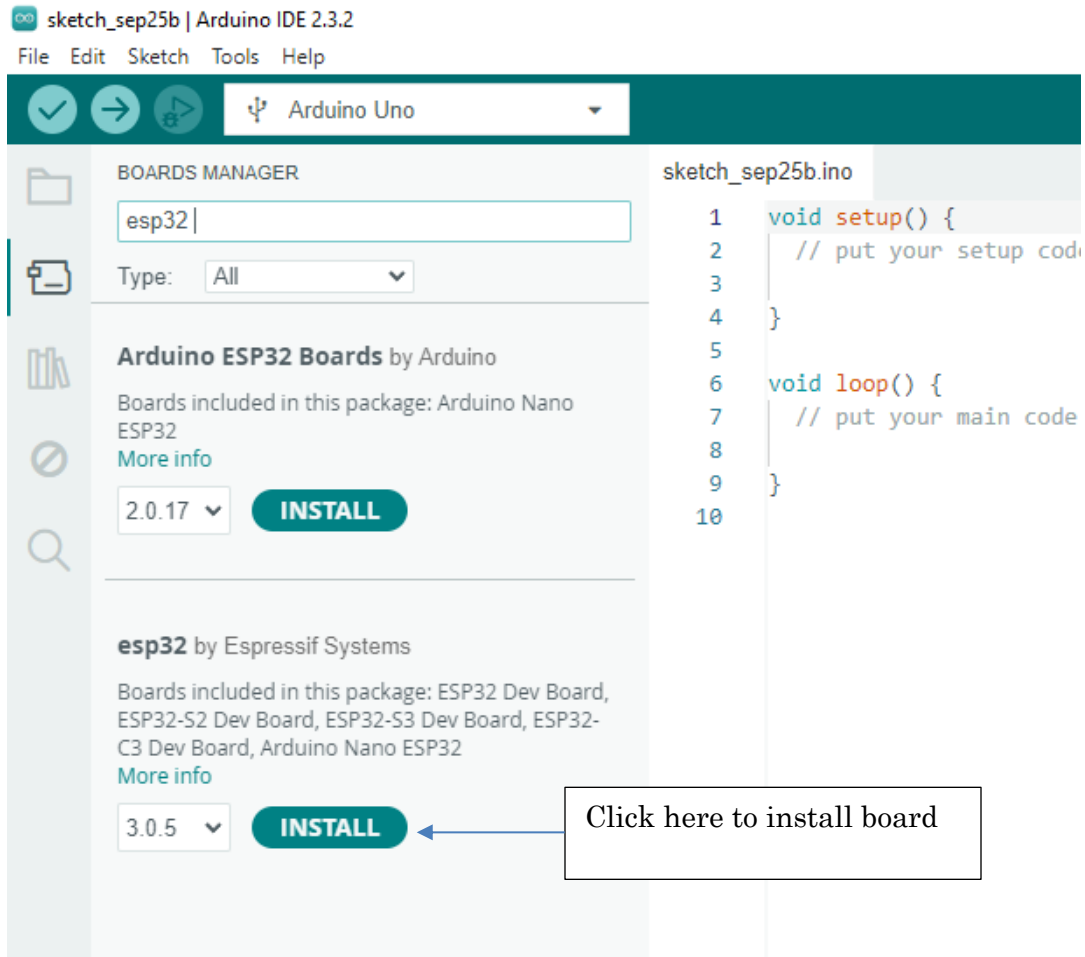 sketch_sep25b | Arduino IDE 2.3.2
File Edit Sketch Tools Help
Arduino Uno
BOARDS MANAGER
esp32
Type: All
Arduino ESP32 Boards by Arduino
Boards included in this package: Arduino Nano
ESP32
More info
2.0.17 INSTALL
esp32 by Espressif Systems
Boards included in this package: ESP32 Dev Board,
ESP32-S2 Dev Board, ESP32-S3 Dev Board, ESP32-
C3 Dev Board, Arduino Nano ESP32
More info
3.0.5 INSTALL
Click here to install board
sketch_sep25b.ino
1 void setup() {
2 // put your setup code
3
4 }
5
6 void loop() {
7 // put your main code
8
9 }
10